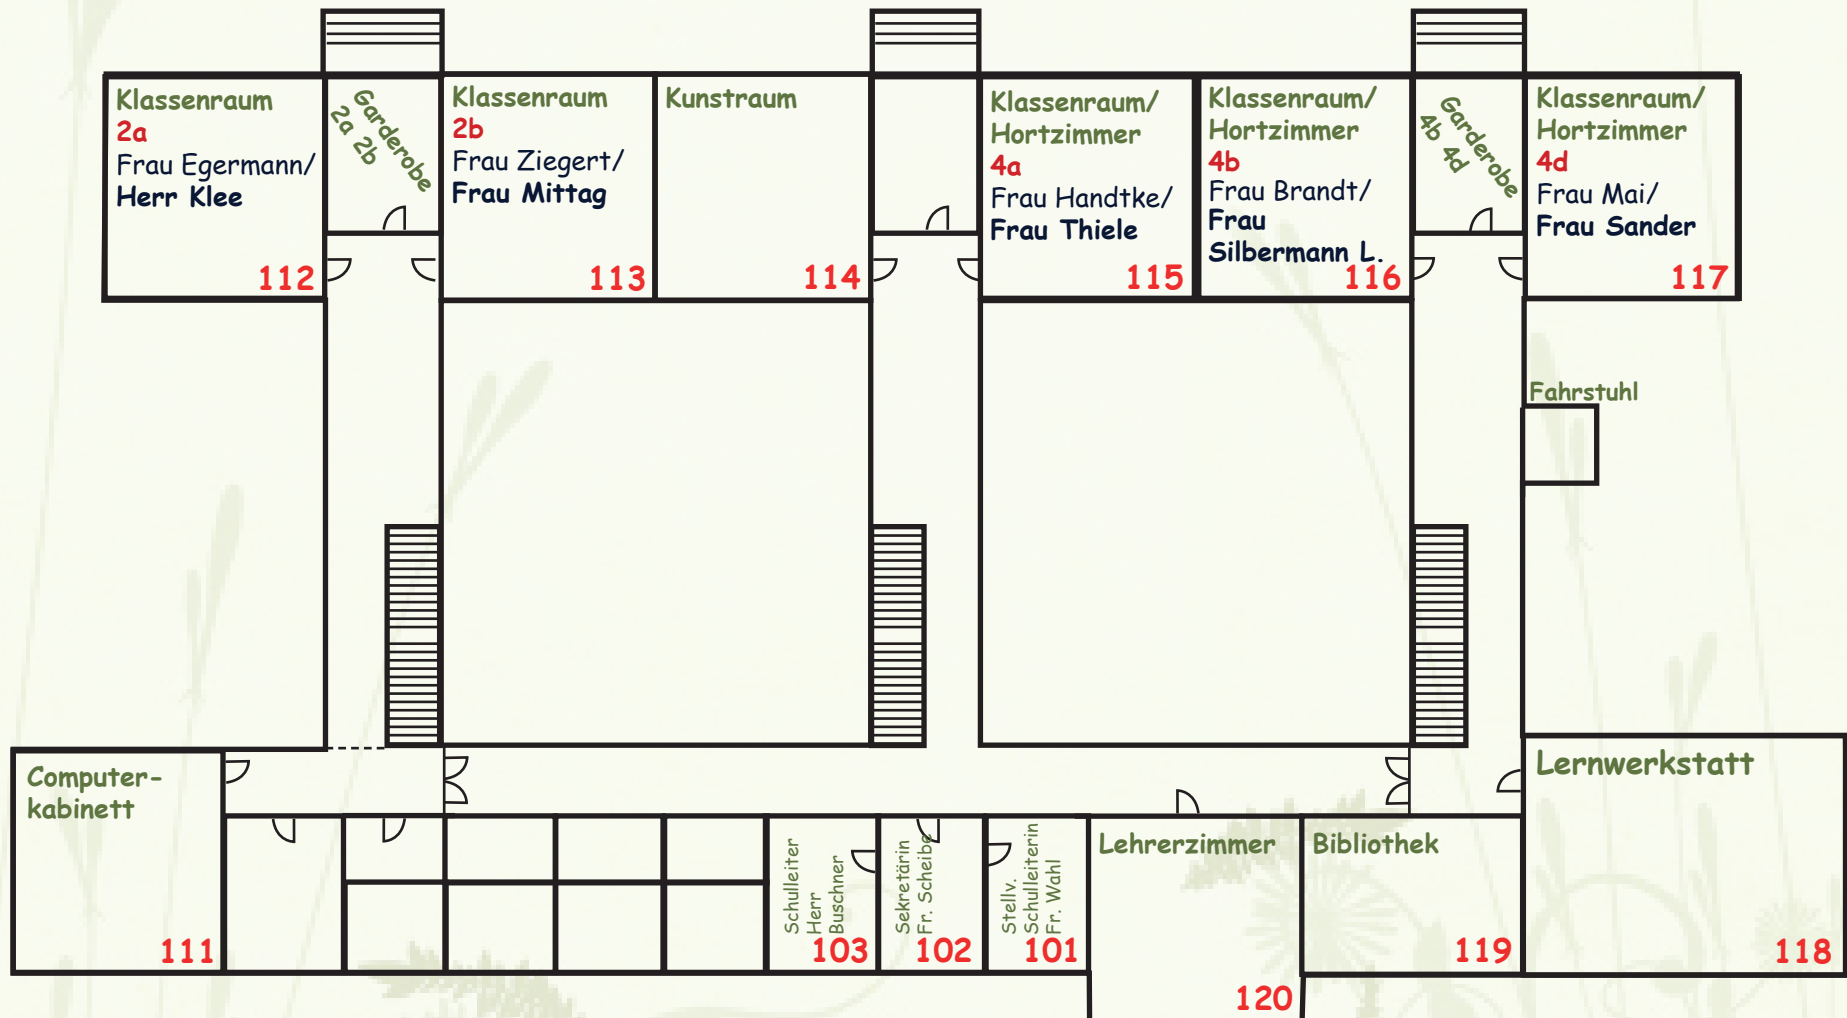 Klassenraum
2a
Frau Egermann/
Herr Klee
112
Garderobe
2a 2b
Klassenraum
2b
Frau Ziegert/
Frau Mittag
113
Kunstraum
114
Klassenraum/
Hortzimmer
4a
Frau Handtke/
Frau Thiele
115
Klassenraum/
Hortzimmer
4b
Frau Brandt/
Frau
Silbermann L.
116
Garderobe
4b 4d
Klassenraum/
Hortzimmer
4d
Frau Mai/
Frau Sander
117
Fahrstuhl
Computer-
kabinett
111
Schulleiter
Herr
Buschner
103
Sekretärin
Fr. Scheibe
102
Stellv.
Schulleiterin
Fr. Wahl
101
Lehrerzimmer
120
Bibliothek
119
Lernwerkstatt
118